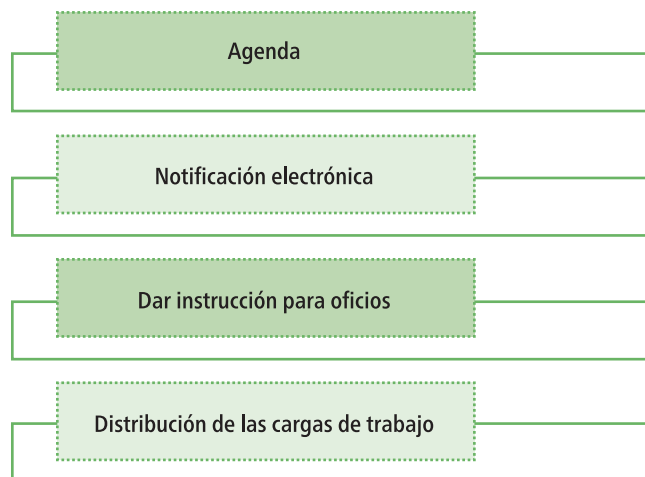 Agenda
Notificación electrónica
Dar instrucción para oficios
Distribución de las cargas de trabajo